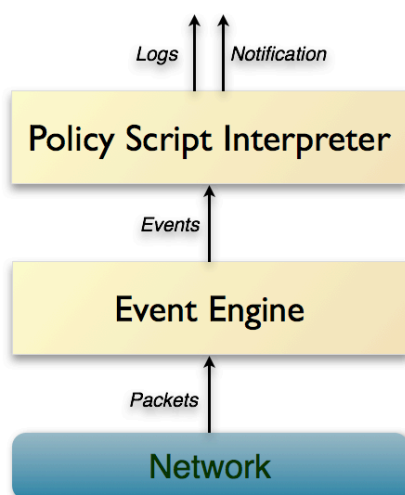 Logs
Notification
Policy Script Interpreter
Events
Event Engine
Packets
Network